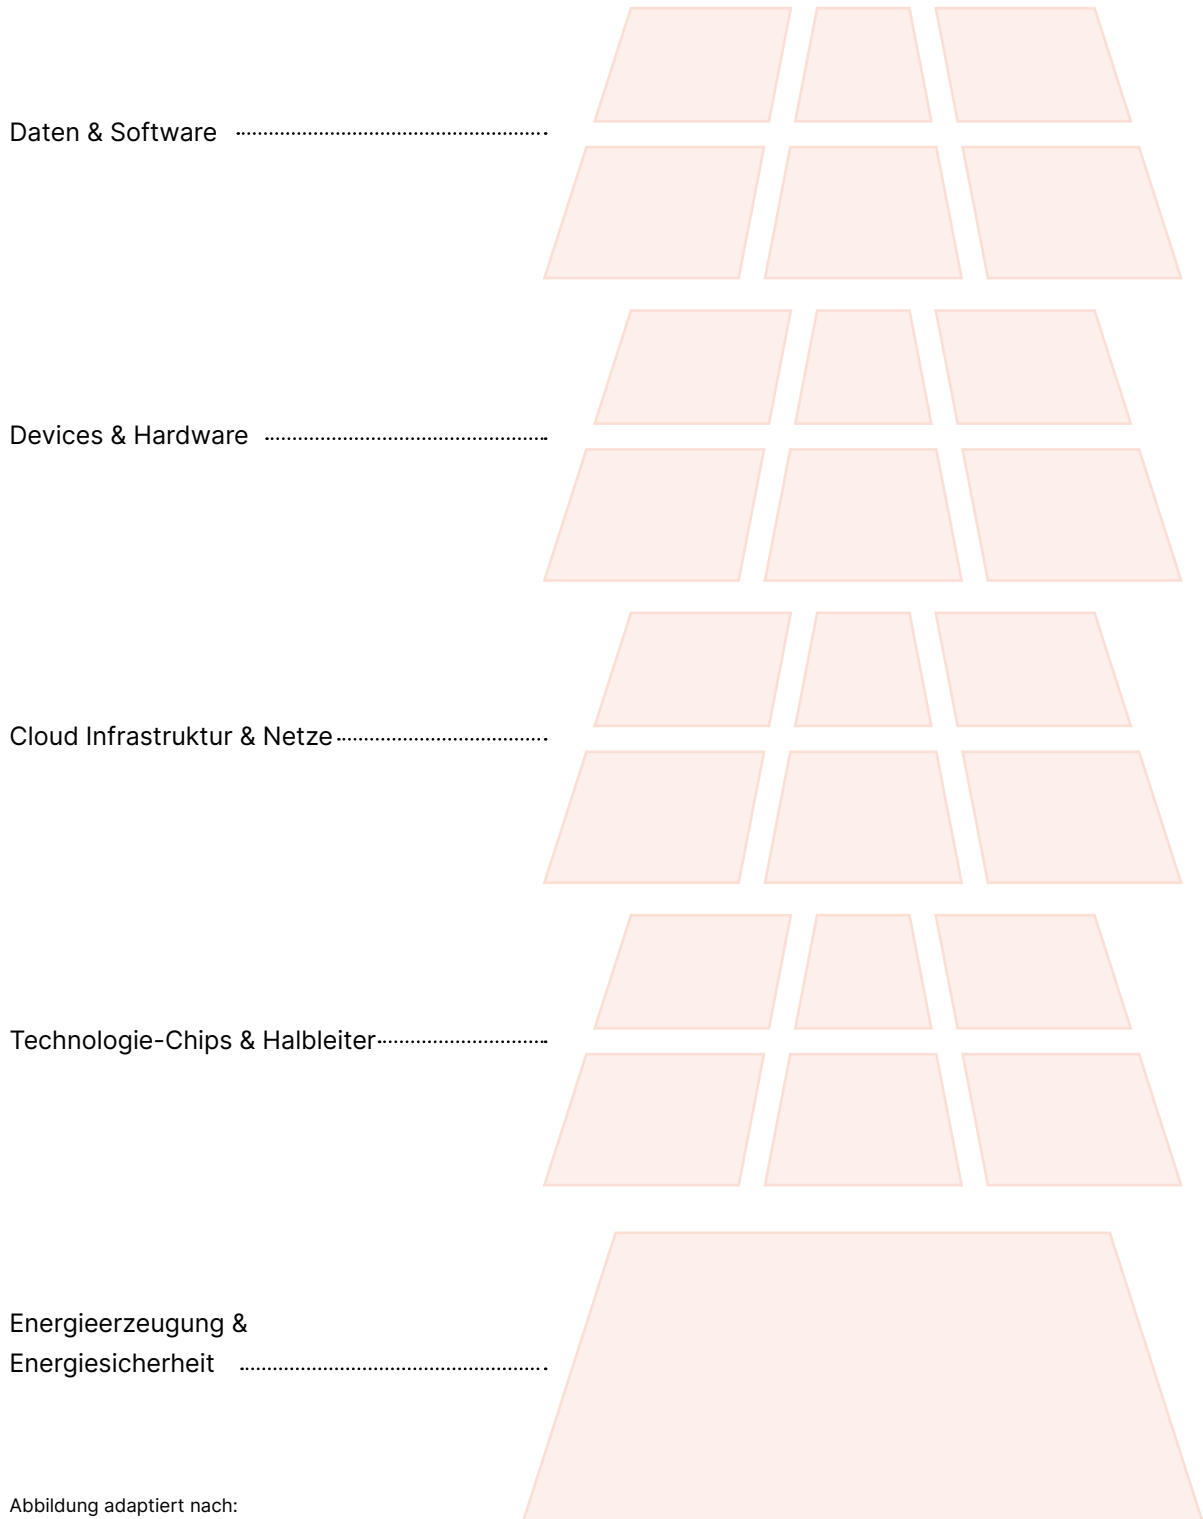 Daten & Software
Devices & Hardware
Cloud Infrastruktur & Netze
Technologie-Chips & Halbleiter
Energieerzeugung &
Energiesicherheit
Abbildung adaptiert nach: